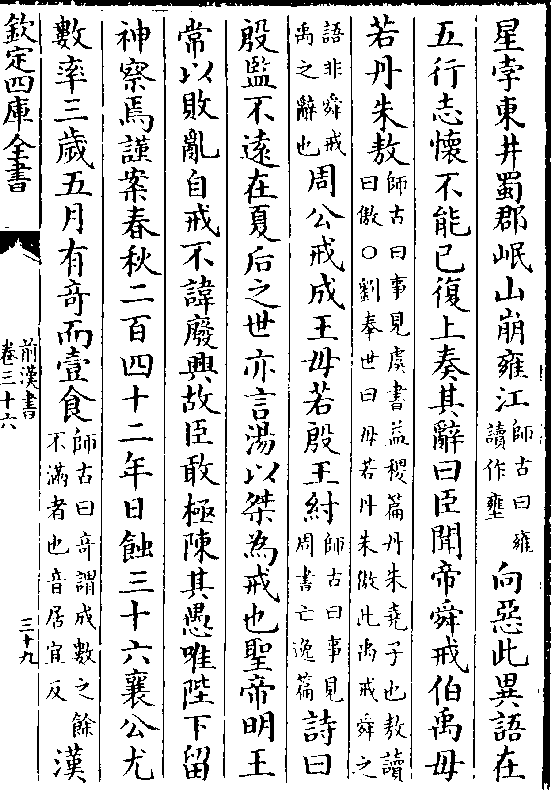 星孛東井蜀郡岷山崩雍江師古曰雍讀作壅向惡此異語在
五行志懷不能已復上奏其辭曰臣聞帝舜戒伯禹毋
若丹朱敖師古曰事見虞書益稷篇丹朱堯子也敖讀曰傲○劉奉世曰毋若丹朱傲此禹戒舜之
語非舜戒禹之辭也周公戒成王毋若殷王紂師古曰事見周書亡逸篇詩曰
殷監不遠在夏后之世亦言湯以桀為戒也聖帝明王
常以敗亂自戒不諱廢興故臣敢極陳其愚唯陛下留
神察焉謹案春秋二百四十二年日蝕三十六襄公尤
數率三歲五月有竒而壹食師古曰竒謂成數之餘不滿者也音居宜反漢
欽定四庫全書
前漢書
卷三十六
三十九